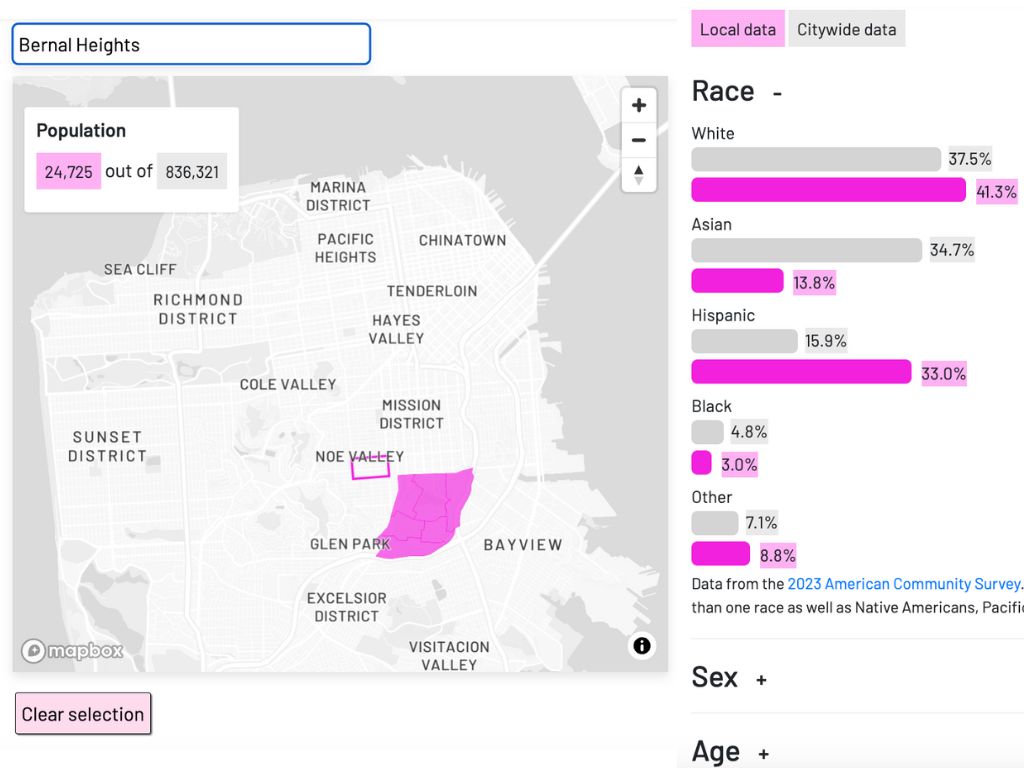 Bernal Heights
Population
24,725 out of 836,321
MARINA
DISTRICT
PACIFIC
HEIGHTS
CHINATOWN
SEA CLIFF
RICHMOND
DISTRICT
TENDERLOIN
HAYES
VALLEY
COLE VALLEY
MISSION
DISTRICT
SUNSET
DISTRICT
NOE VALLEY
GLEN PARK
BAYVIEW
EXCELSIOR
DISTRICT
VISITACION
VALLEY
mapbox
Clear selection
Local data
Citywide data
Race -
White
37.5%
41.3%
Asian
34.7%
13.8%
Hispanic
15.9%
33.0%
Black
4.8%
3.0%
Other
7.1%
8.8%
Data from the 2023 American Community Survey.
than one race as well as Native Americans, Pacific
Sex +
Age +